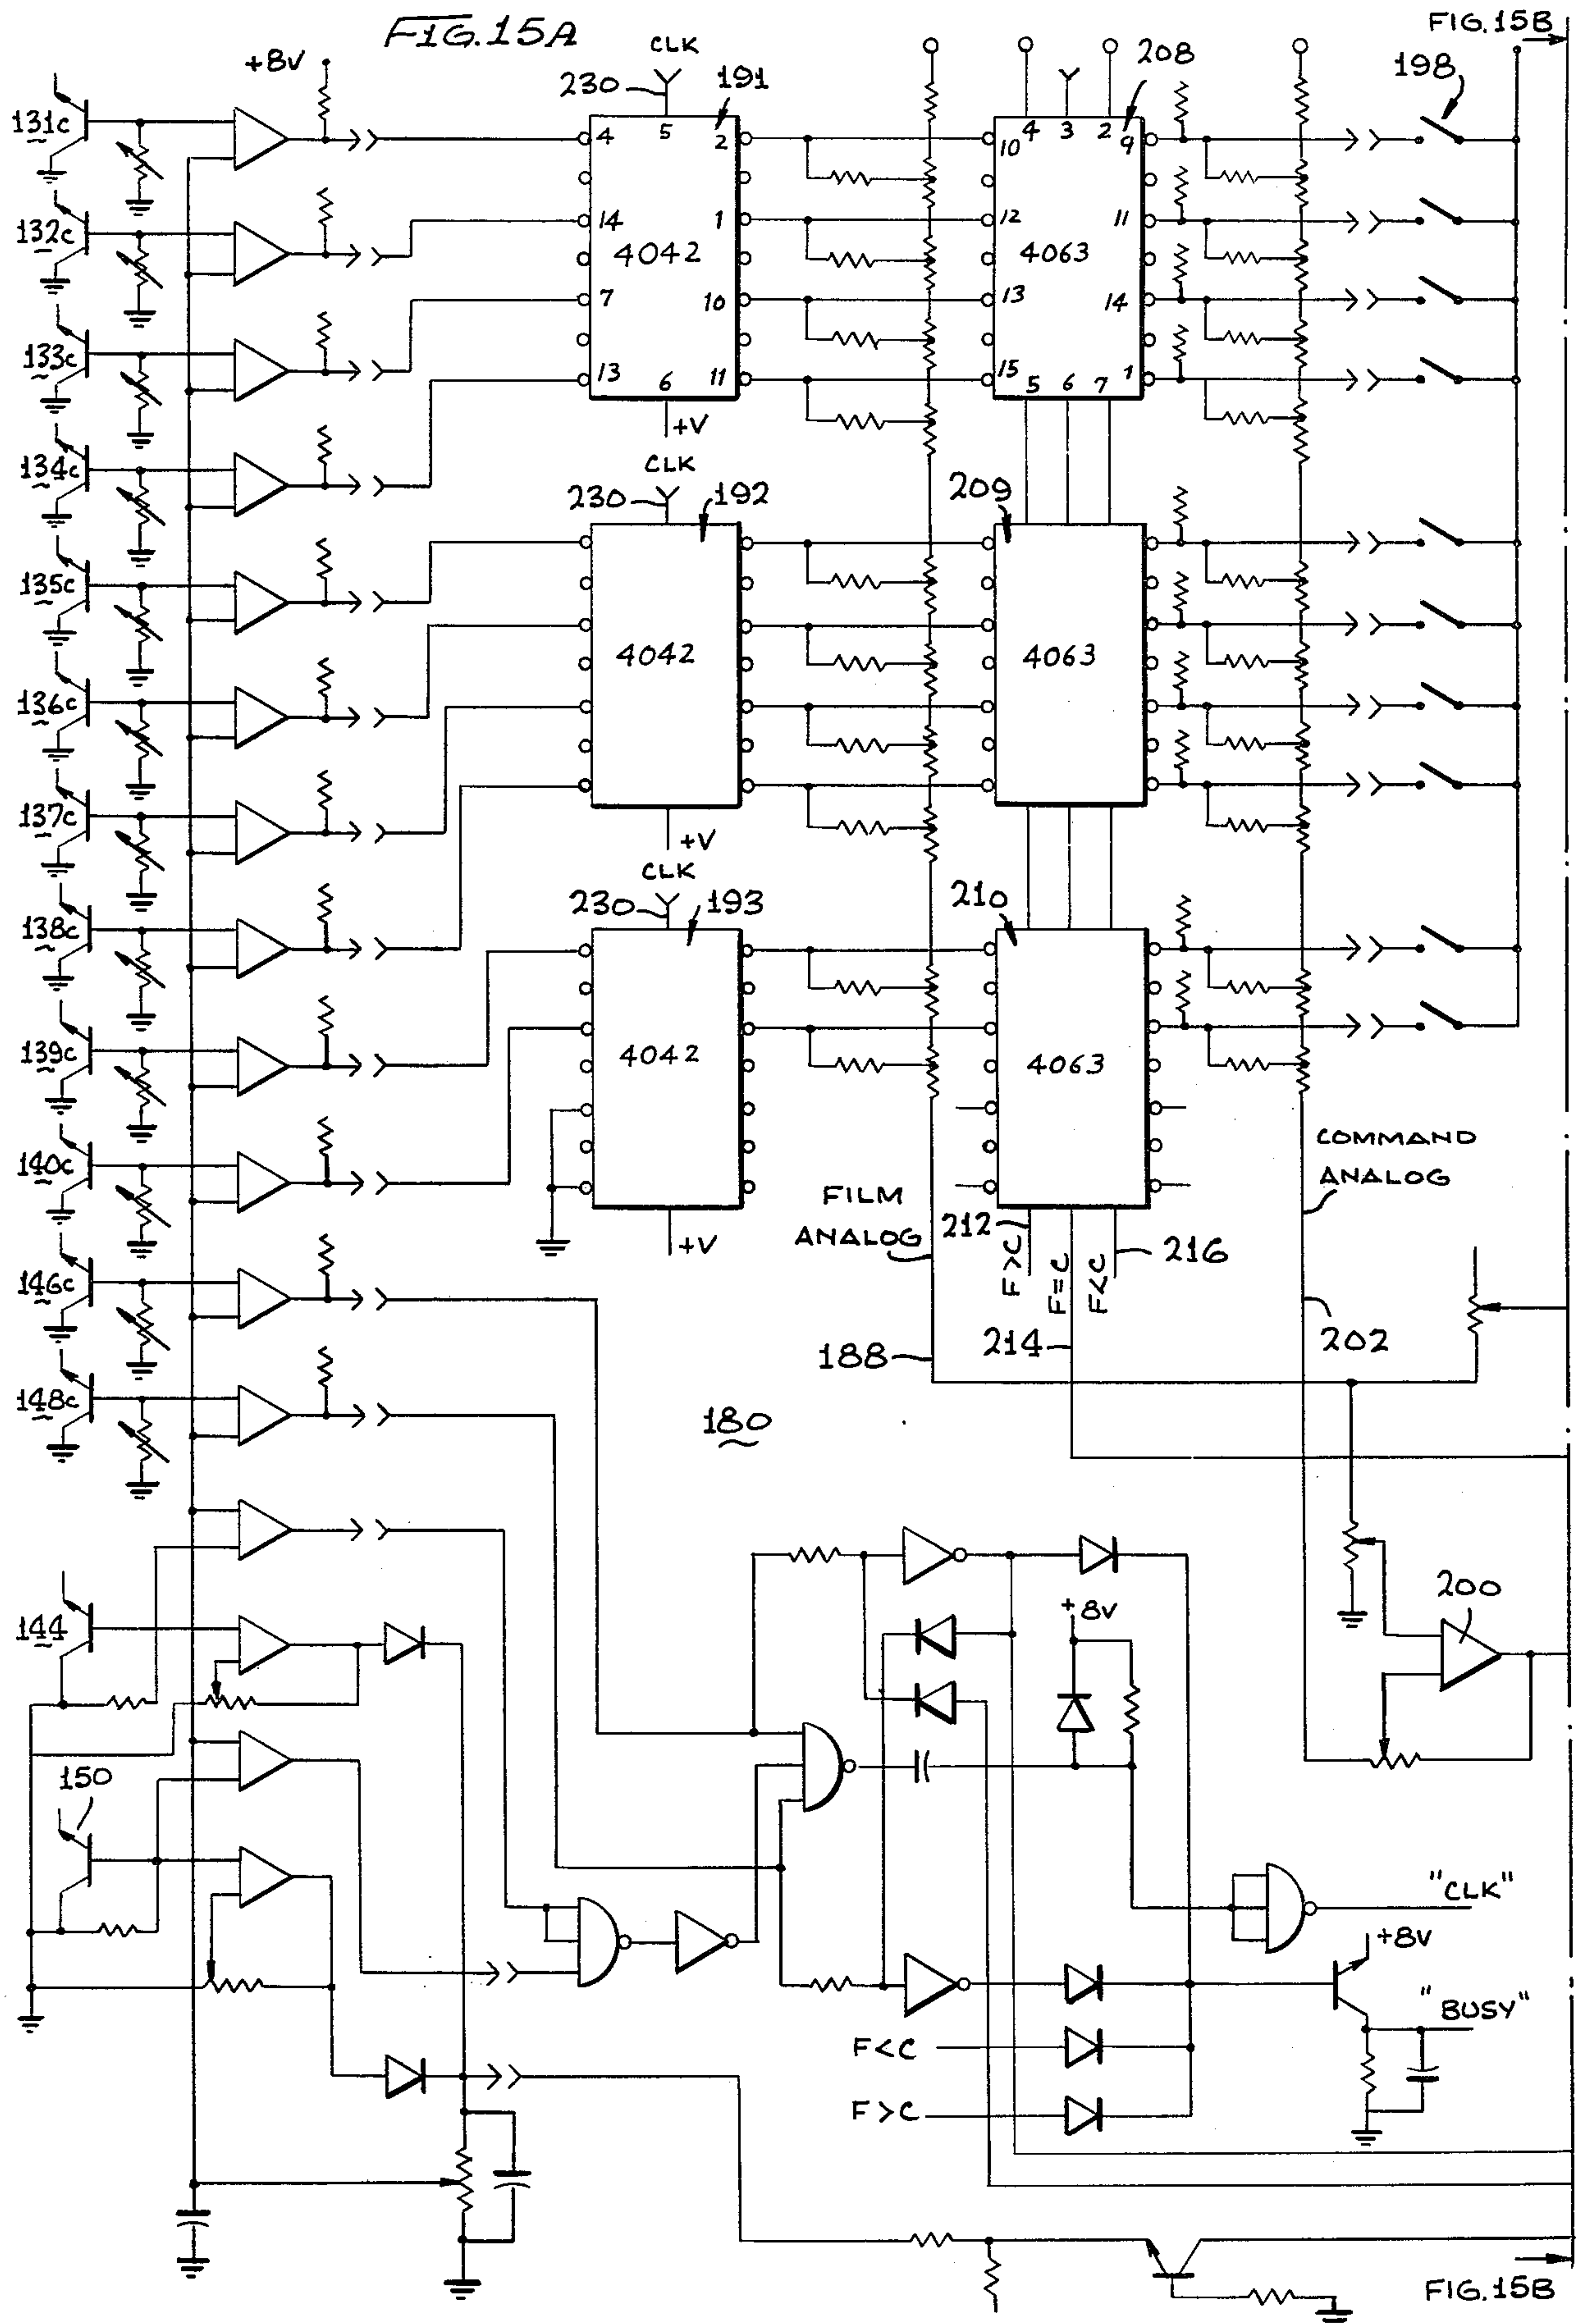 FIG.15A
FIG.15B
+8V
CLK
230
191
208
198
131c
4 5 2
10 4 3 2 9
132c
14 1
12 11
4042
4063
133c
7 10
13 14
13 6 11
15 5 6 7 1
+V
134c
CLK
230
192
209
135c
4042
4063
136c
137c
+V
CLK
138c
230
193
210
139c
4042
4063
140c
COMMAND
ANALOG
FILM
ANALOG
212
F>C
F=C
F<C
216
+V
146c
188
214
202
148c
180
144
+8V
200
150
"CLK"
+8V
"BUSY"
F<C
F>C
FIG.15B